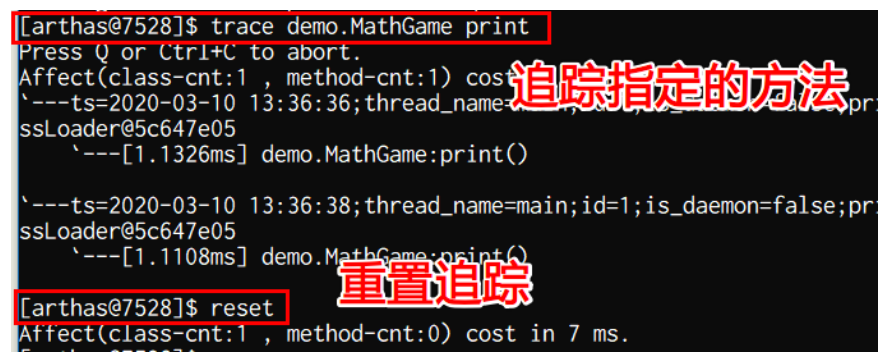 [arthas@7528]$ trace demo.MathGame print
Press Q or Ctrl+C to abort.
Affect(class-cnt:1 , method-cnt:1) cost
追踪指定的方法
`---ts=2020-03-10 13:36:36;thread_name=
ssLoader@5c647e05
`---[1.1326ms] demo.MathGame:print()
`---ts=2020-03-10 13:36:38;thread_name=main;id=1;is_daemon=false;pri
ssLoader@5c647e05
`---[1.1108ms] demo.MathGame:print()
重置追踪
[arthas@7528]$ reset
Affect(class-cnt:1 , method-cnt:0) cost in 7 ms.